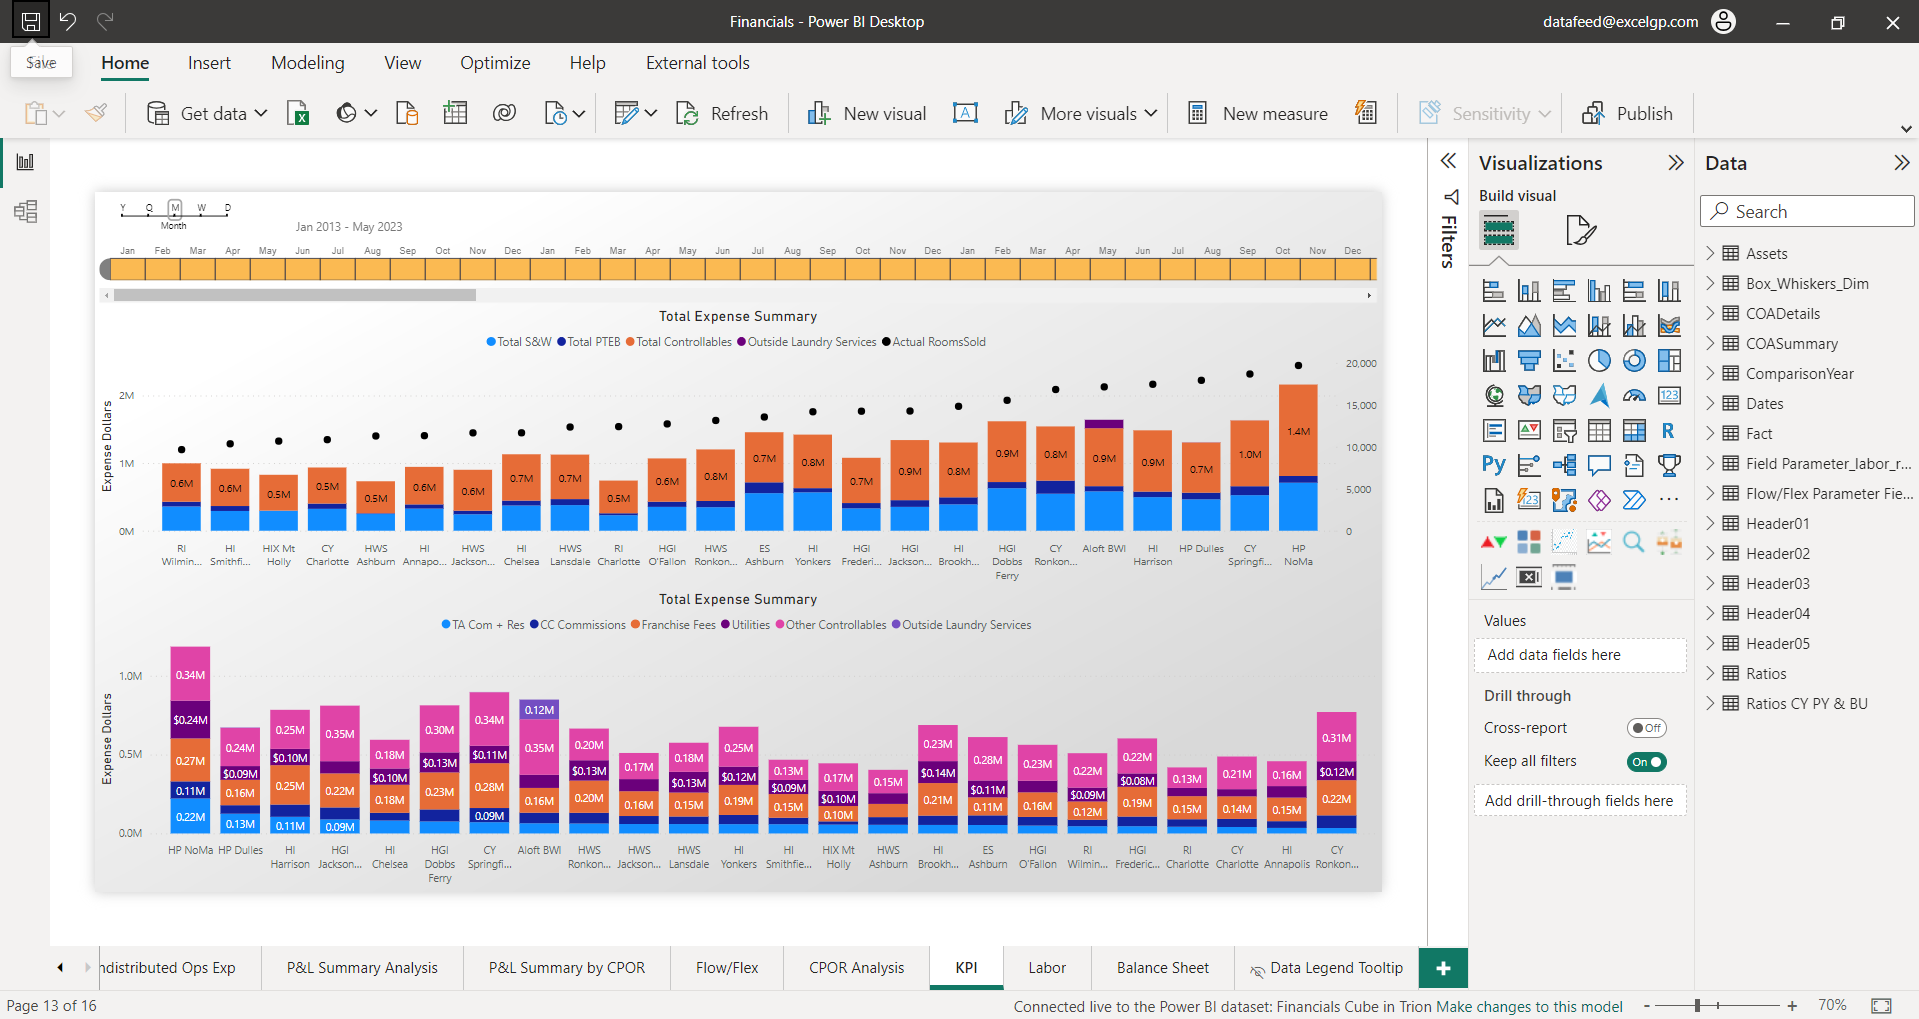 Financials - Power BI Desktop
datafeed@excelgp.com
Save
Home Insert Modeling View Optimize Help External tools
Get data Refresh New visual More visuals New measure Sensitivity Publish
Y Q M W D
Month
Jan 2013 - May 2023
Jan Feb Mar Apr May Jun Jul Aug Sep Oct Nov Dec Jan Feb Mar Apr May Jun Jul Aug Sep Oct Nov Dec Jan Feb Mar Apr May Jun Jul Aug Sep Oct Nov Dec
Total Expense Summary
Total S&W Total PTEB Total Controllables Outside Laundry Services Actual RoomsSold
Expense Dollars
2M
1M
0M
20,000
15,000
10,000
5,000
0
0.6M 0.6M 0.5M 0.5M 0.5M 0.6M 0.6M 0.7M 0.7M 0.5M 0.6M 0.8M 0.7M 0.8M 0.7M 0.9M 0.8M 0.9M 0.8M 0.9M 0.9M 0.7M 1.0M 1.4M
RI Wilmin...
HI Smithfi...
HIX Mt Holly
CY Charlotte
HWS Ashburn
HI Annapo...
HWS Jackson...
HI Chelsea
HWS Lansdale
RI Charlotte
HGI O'Fallon
HWS Ronkon...
ES Ashburn
HI Yonkers
HGI Frederi...
HGI Jackson...
HI Brookh...
HGI Dobbs Ferry
CY Ronkon...
Aloft BWI
HI Harrison
HP Dulles
CY Springfi...
HP NoMa
Total Expense Summary
TA Com + Res CC Commissions Franchise Fees Utilities Other Controllables Outside Laundry Services
Expense Dollars
1.0M
0.5M
0.0M
0.34M $0.24M 0.27M 0.11M 0.22M
0.24M $0.09M 0.16M 0.13M
0.25M $0.10M 0.25M 0.11M
0.35M 0.22M 0.09M
0.18M $0.10M 0.18M
0.30M $0.13M 0.23M
0.34M $0.11M 0.28M 0.09M
0.12M 0.35M 0.16M
0.20M $0.13M 0.20M
0.17M 0.16M
0.18M $0.13M 0.15M
0.25M $0.12M 0.19M
0.13M $0.09M 0.15M
0.17M $0.10M 0.10M
0.15M
0.23M $0.14M 0.21M
0.28M $0.11M 0.11M
0.23M 0.16M
0.22M $0.09M 0.12M
0.22M $0.08M 0.19M
0.13M 0.15M
0.21M 0.14M
0.16M 0.15M
0.31M $0.12M 0.22M
HP NoMa
HP Dulles
HI Harrison
HGI Jackson...
HI Chelsea
HGI Dobbs Ferry
CY Springfi...
Aloft BWI
HWS Ronkon...
HWS Jackson...
HWS Lansdale
HI Yonkers
HI Smithfie...
HIX Mt Holly
HWS Ashburn
HI Brookh...
ES Ashburn
HGI O'Fallon
RI Wilmin...
HGI Frederic...
RI Charlotte
CY Charlotte
HI Annapolis
CY Ronkon...
Filters
Visualizations
Build visual
Values
Add data fields here
Drill through
Cross-report Off
Keep all filters On
Add drill-through fields here
Data
Search
Assets
Box_Whiskers_Dim
COADetails
COASummary
ComparisonYear
Dates
Fact
Field Parameter_labor_r...
Flow/Flex Parameter Fie...
Header01
Header02
Header03
Header04
Header05
Ratios
Ratios CY PY & BU
ndistributed Ops Exp P&L Summary Analysis P&L Summary by CPOR Flow/Flex CPOR Analysis KPI Labor Balance Sheet Data Legend Tooltip +
Page 13 of 16
Connected live to the Power BI dataset: Financials Cube in Trion Make changes to this model
- + 70%